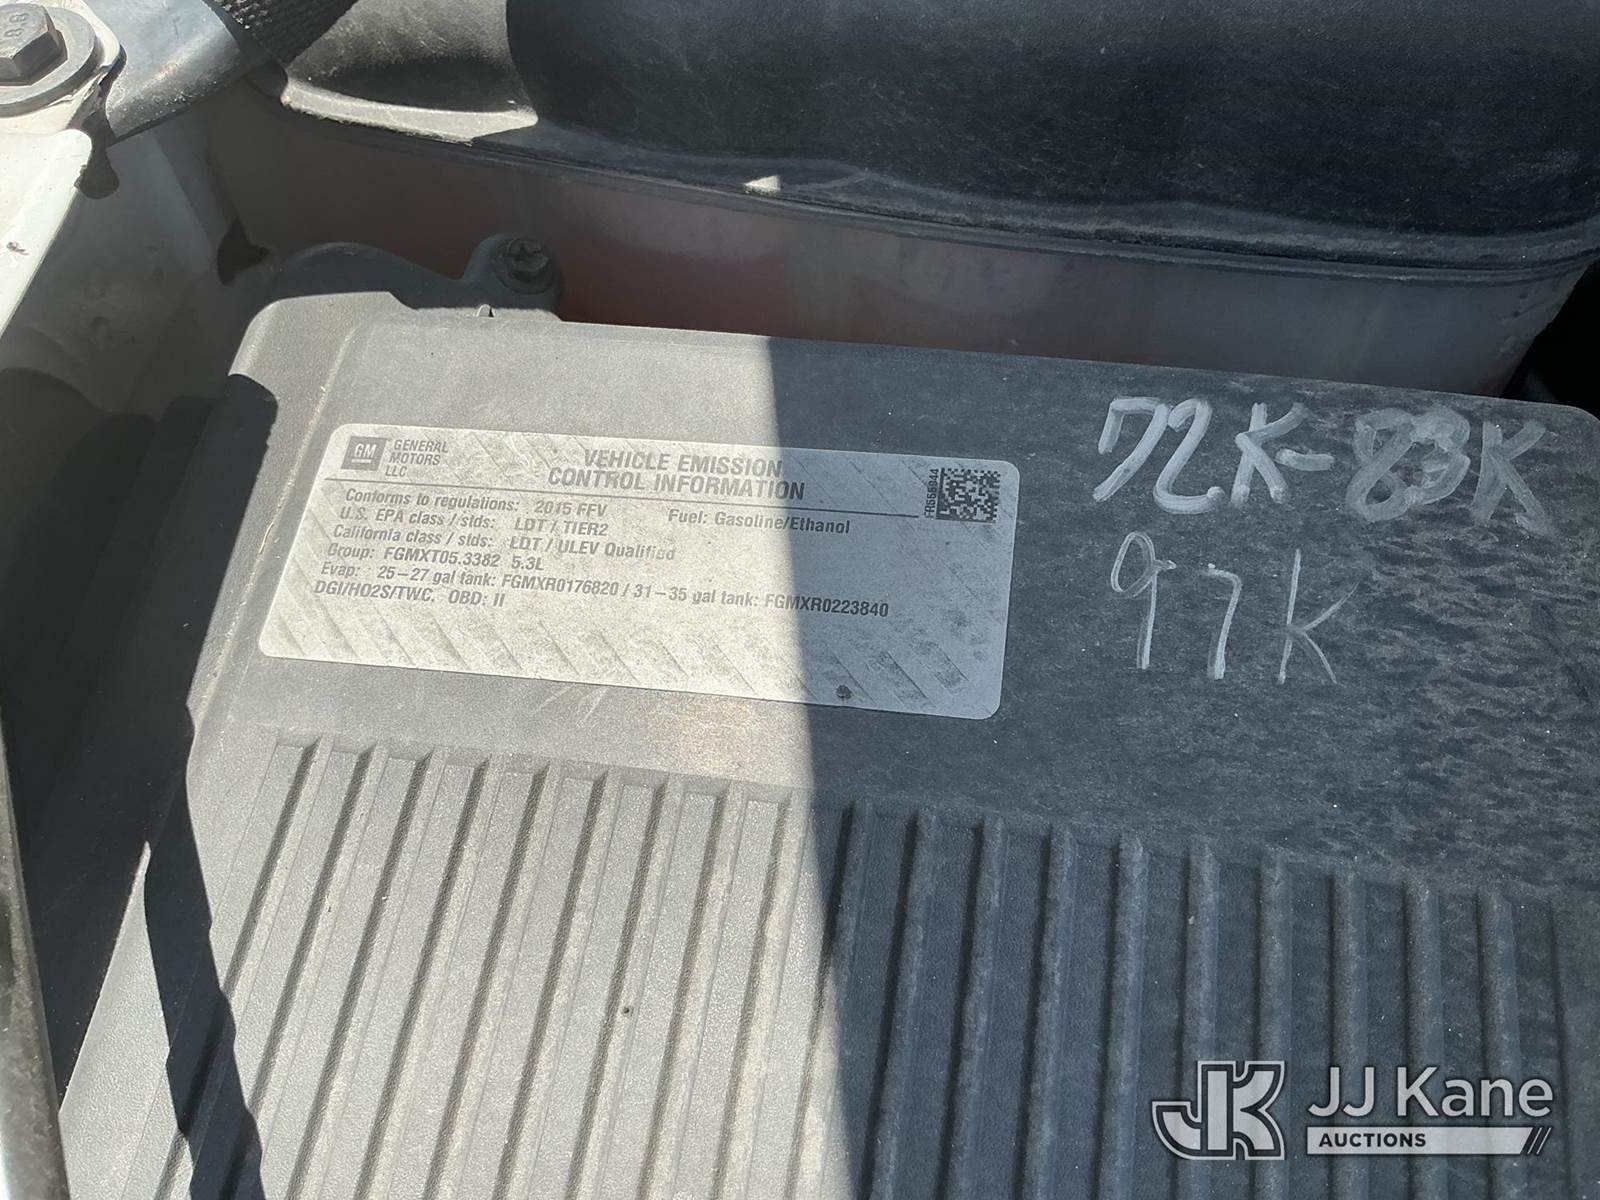 GM GENERAL
MOTORS
LLC
VEHICLE EMISSION
CONTROL INFORMATION
Conforms to regulations: 2015 FFV Fuel: Gasoline/Ethanol
U.S. EPA class / stds: LDT / TIER2
California class / stds: LDT / ULEV Qualified
Group: FGMXT05.3382 5.3L
Evap: 25–27 gal tank: FGMXR0176820 / 31–35 gal tank: FGMXR0223840
DGI/HO2S/TWC. OBD: II
72K-83K
97K
JK JJ Kane
AUCTIONS